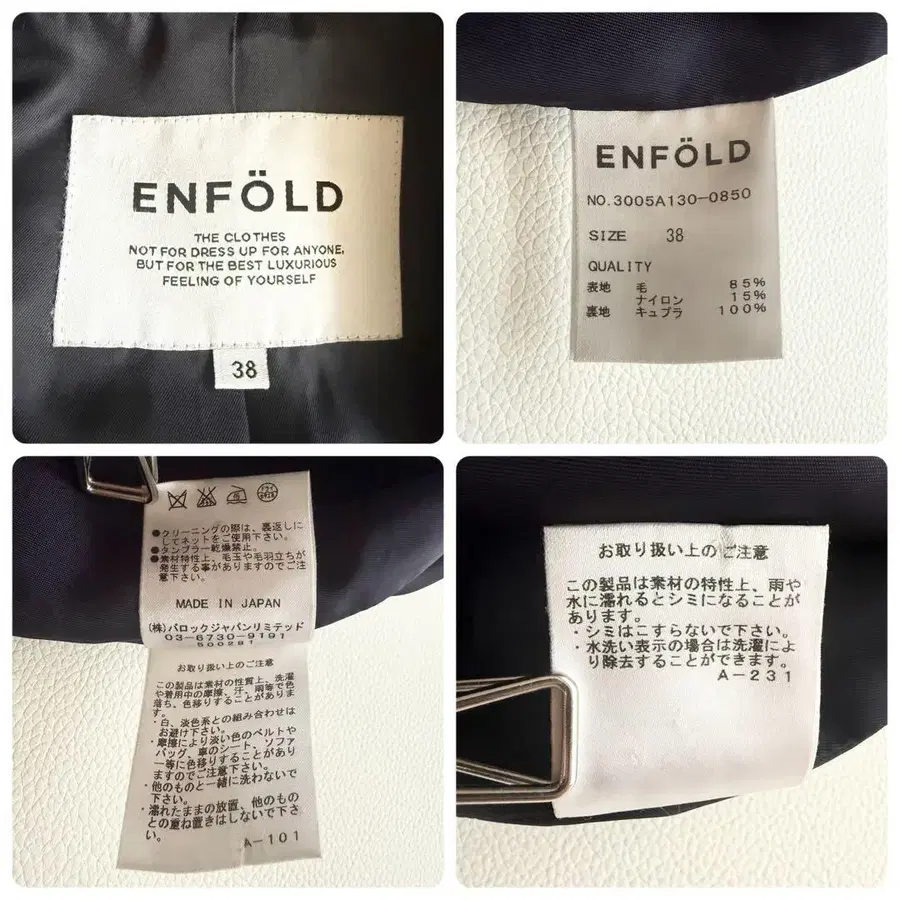 ENFÖLD
THE CLOTHES
NOT FOR DRESS UP FOR ANYONE,
BUT FOR THE BEST LUXURIOUS
FEELING OF YOURSELF
38
ENFÖLD
NO.3005A130-0850
SIZE 38
QUALITY
表地 毛 85%
ナイロン 15%
裏地 キュプラ 100%
●クリーニングの際は、裏返しに
してネットをご使用下さい。
●タンブラー乾燥禁止。
●素材特性上、毛玉や毛羽立ちが
発生する事がありますのでご注
意下さい。
MADE IN JAPAN
(株)バロックジャパンリミテッド
03-6730-9191
500281
お取り扱い上のご注意
この製品は素材の性質上、洗濯
や着用中の摩擦、汗、雨等で色
落ち、色移りすることがありま
す。
・白、淡色系との組み合わせは
お避け下さい。
・摩擦により淡い色のベルトや
バッグ、車のシート、ソファ
ー等に色移りすることがあり
ますのでご注意下さい。
・他のものと一緒に洗わないで
下さい。
・濡れたままの放置、他のもの
との重ね置きはしないで下さ
い。
A-101
お取り扱い上のご注意
この製品は素材の特性上、雨や
水に濡れるとシミになることが
あります。
・シミはこすらないで下さい。
・水洗い表示の場合は洗濯によ
り除去することができます。
A-231